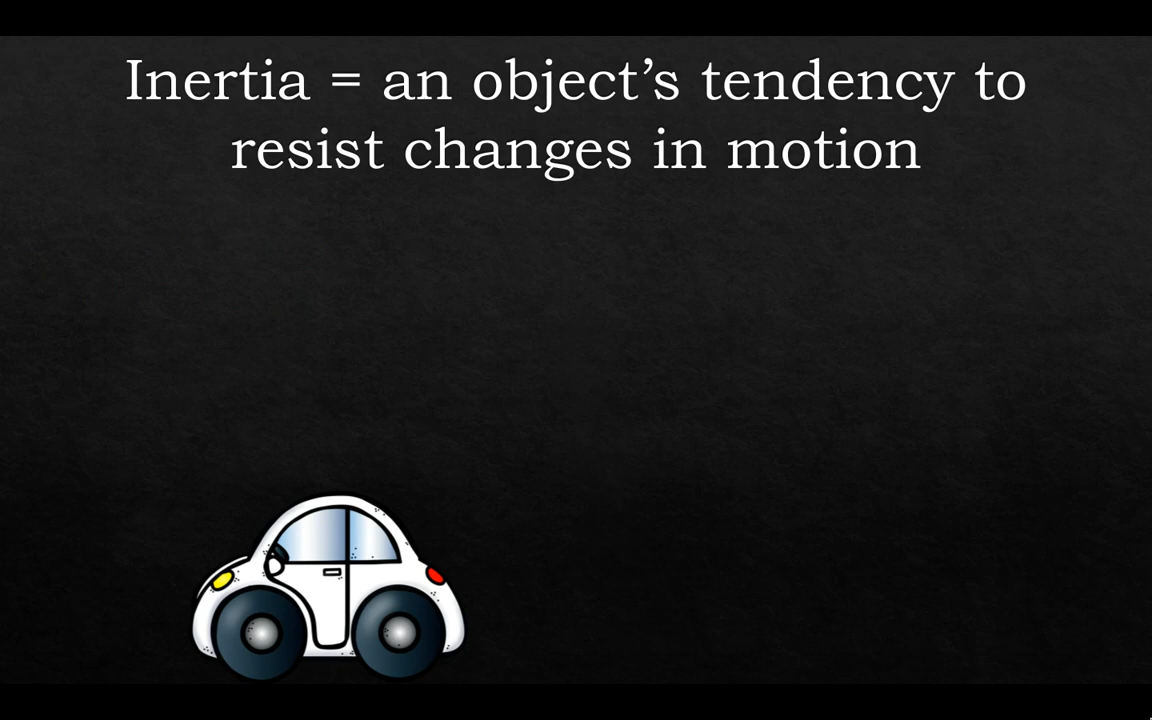 Inertia = an object’s tendency to
resist changes in motion